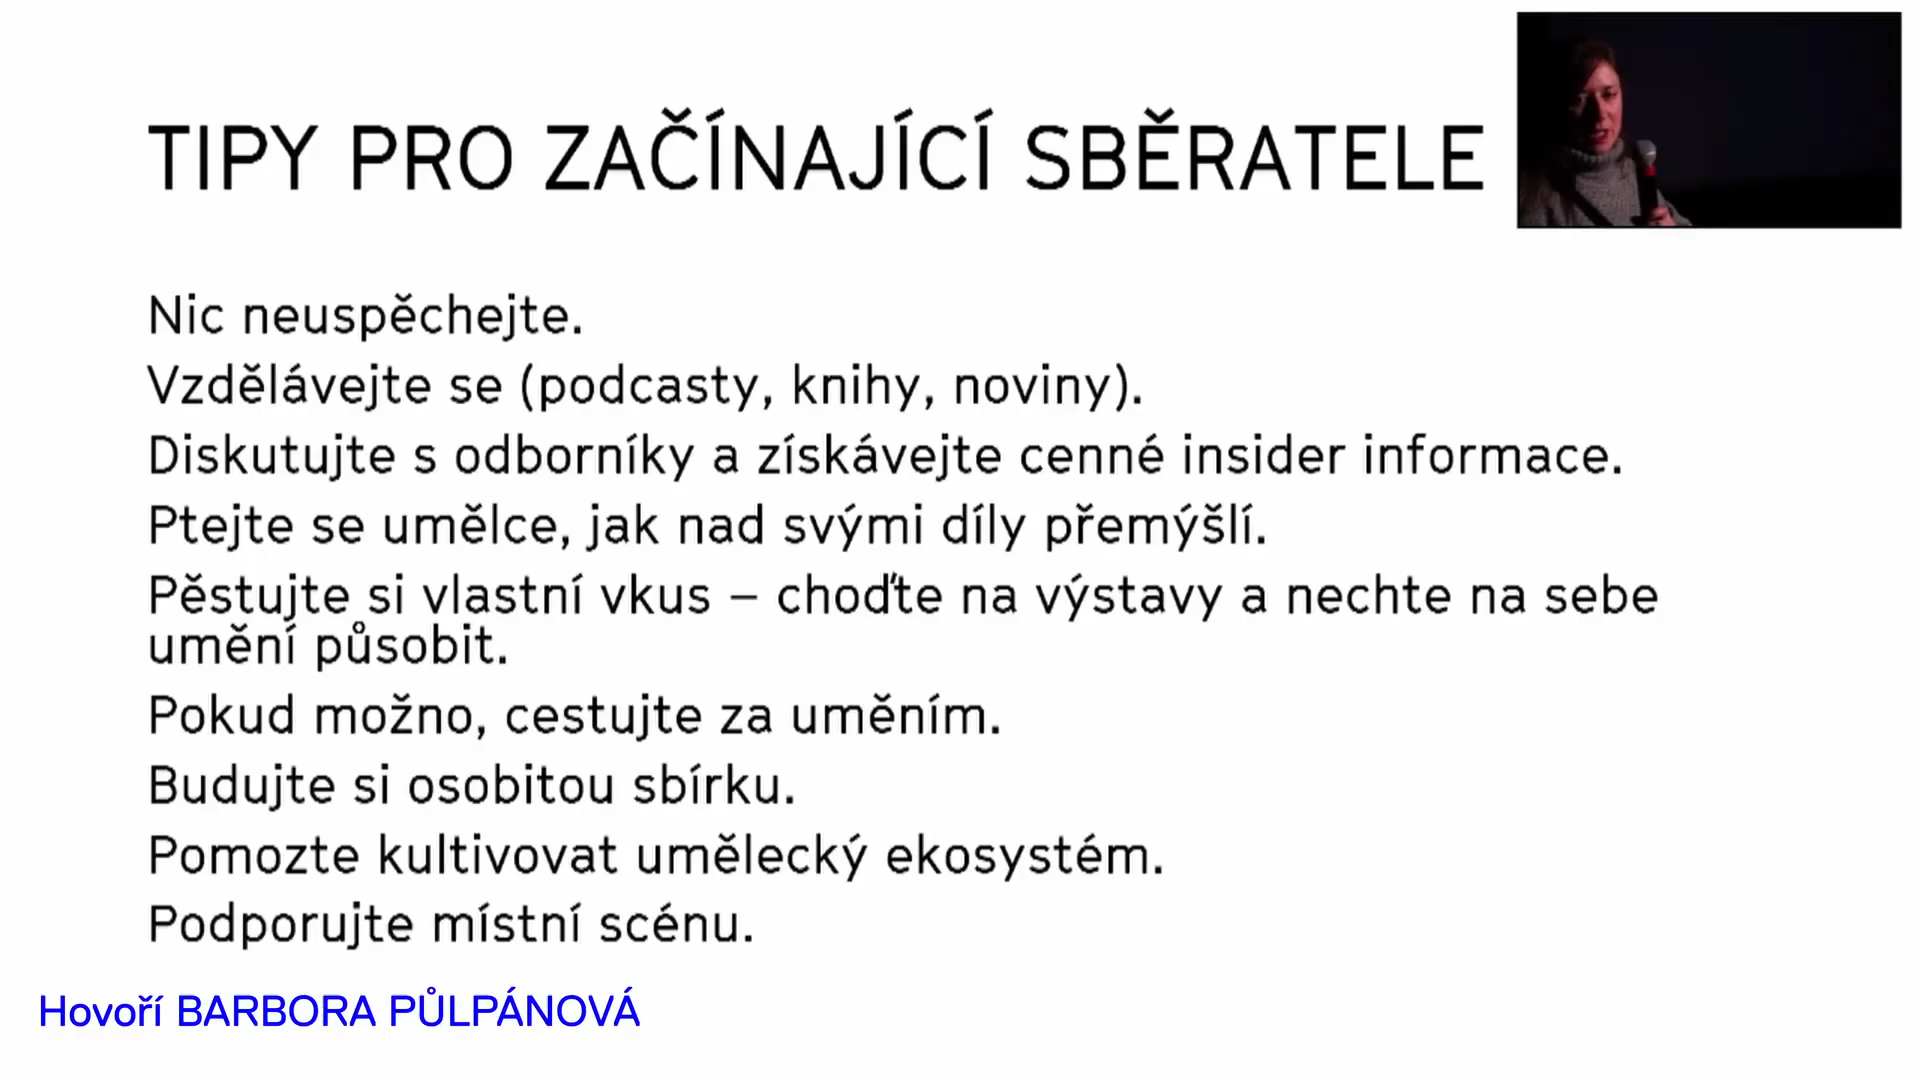 TIPY PRO ZAČÍNAJÍCÍ SBĚRATELE
Nic neuspěchejte.
Vzdělávejte se (podcasty, knihy, noviny).
Diskutujte s odborníky a získávejte cenné insider informace.
Ptejte se umělce, jak nad svými díly přemýšlí.
Pěstujte si vlastní vkus – choďte na výstavy a nechte na sebe
umění působit.
Pokud možno, cestujte za uměním.
Budujte si osobitou sbírku.
Pomozte kultivovat umělecký ekosystém.
Podporujte místní scénu.
Hovoří BARBORA PŮLPÁNOVÁ